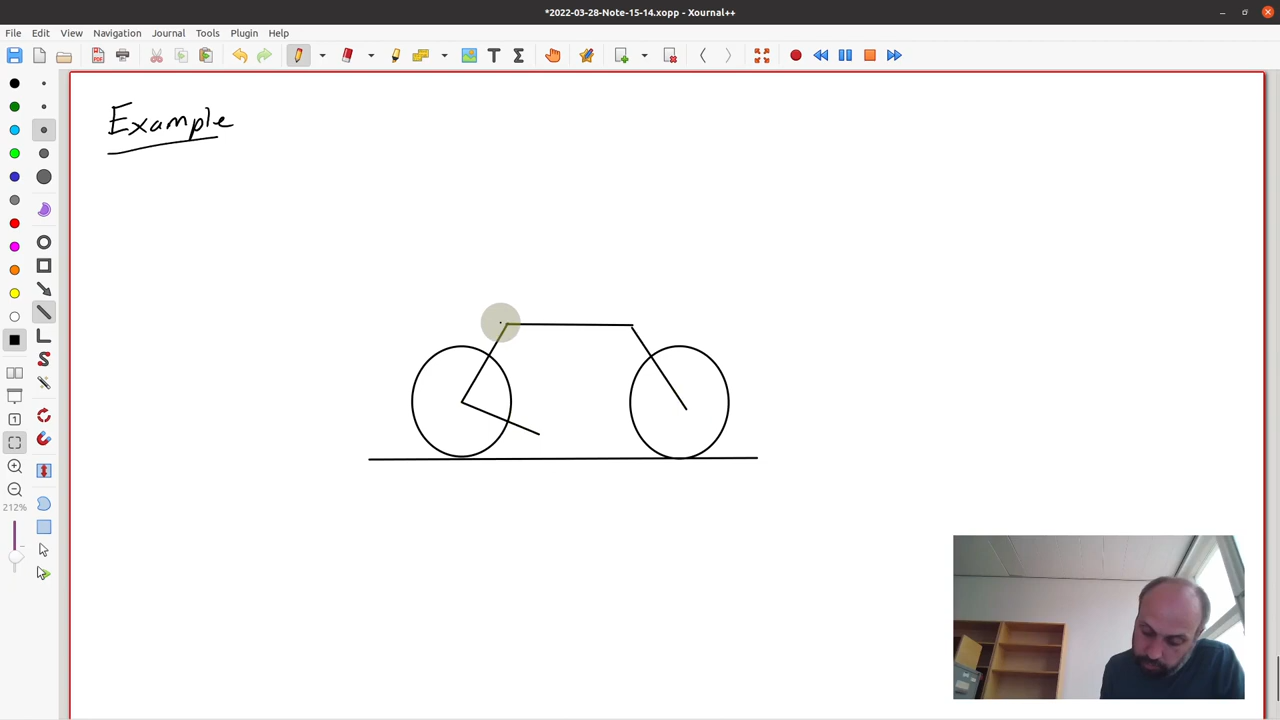 *2022-03-28-Note-15-14.xopp - Xournal++
File Edit View Navigation Journal Tools Plugin Help
Example
212%